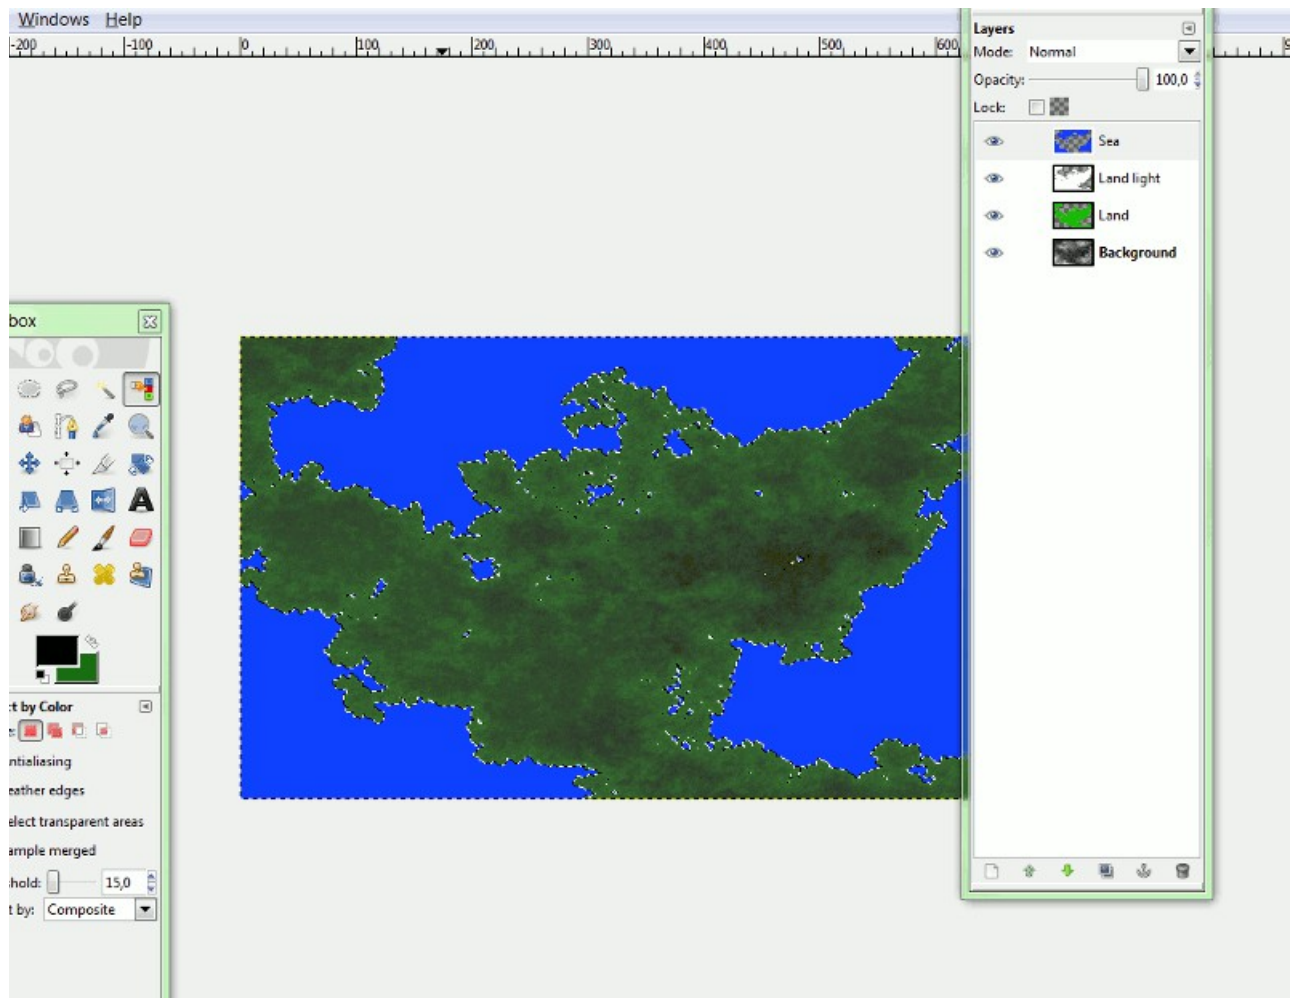 Windows Help
-200 -100 0 100 200 300 400 500 600
Layers
Mode: Normal
Opacity: 100,0
Lock:
Sea
Land light
Land
Background
box
ct by Color
ntialiasing
eather edges
elect transparent areas
ample merged
hold: 15,0
t by: Composite